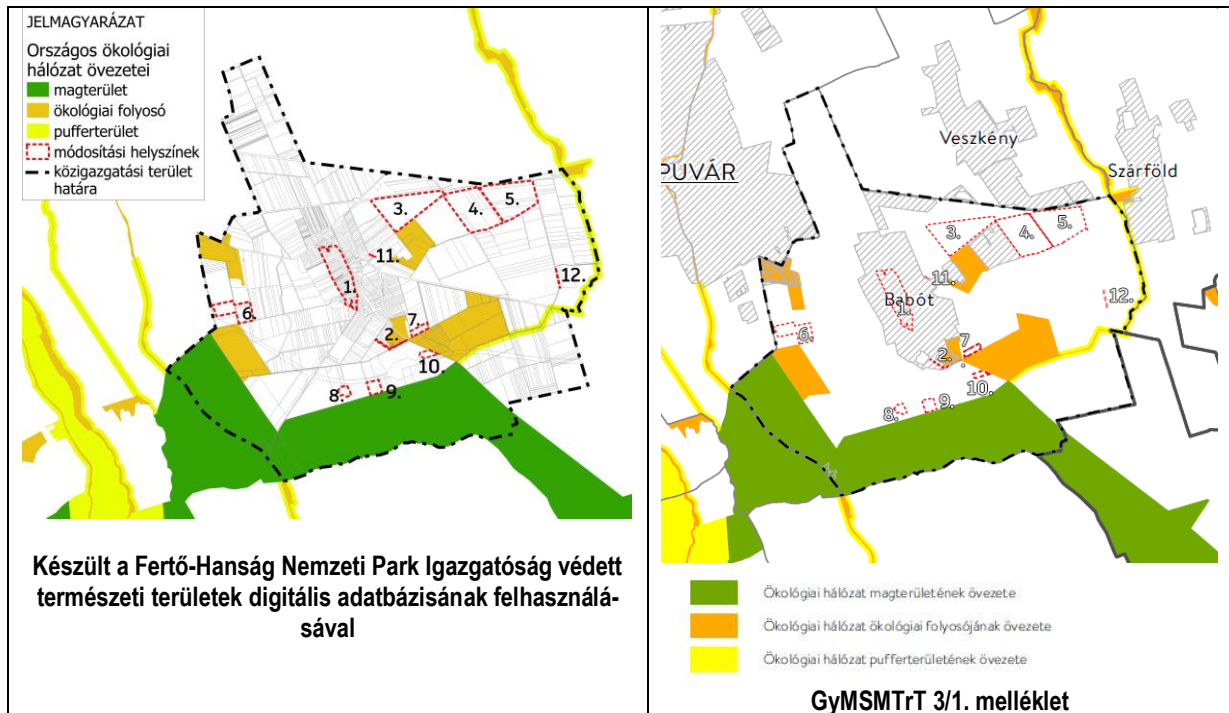 JELMAGYARÁZAT
Országos ökológiai
hálózat övezetei
magterület
ökológiai folyosó
pufferterület
módosítási helyszínek
közigazgatási terület
határa
3.
4.
5.
11.
1.
12.
6.
7.
2.
10.
8.
9.
Készült a Fertő-Hanság Nemzeti Park Igazgatóság védett
természeti területek digitális adatbázisának felhasználá-
sával
Veszkény
PUVÁR
Szárföld
3.
4.
5.
11.
Babót
1.
12.
6.
7.
2.
10.
8.
9.
Ökológiai hálózat magterületének övezete
Ökológiai hálózat ökológiai folyosójának övezete
Ökológiai hálózat pufferterületének övezete
GyMSMTrT 3/1. melléklet